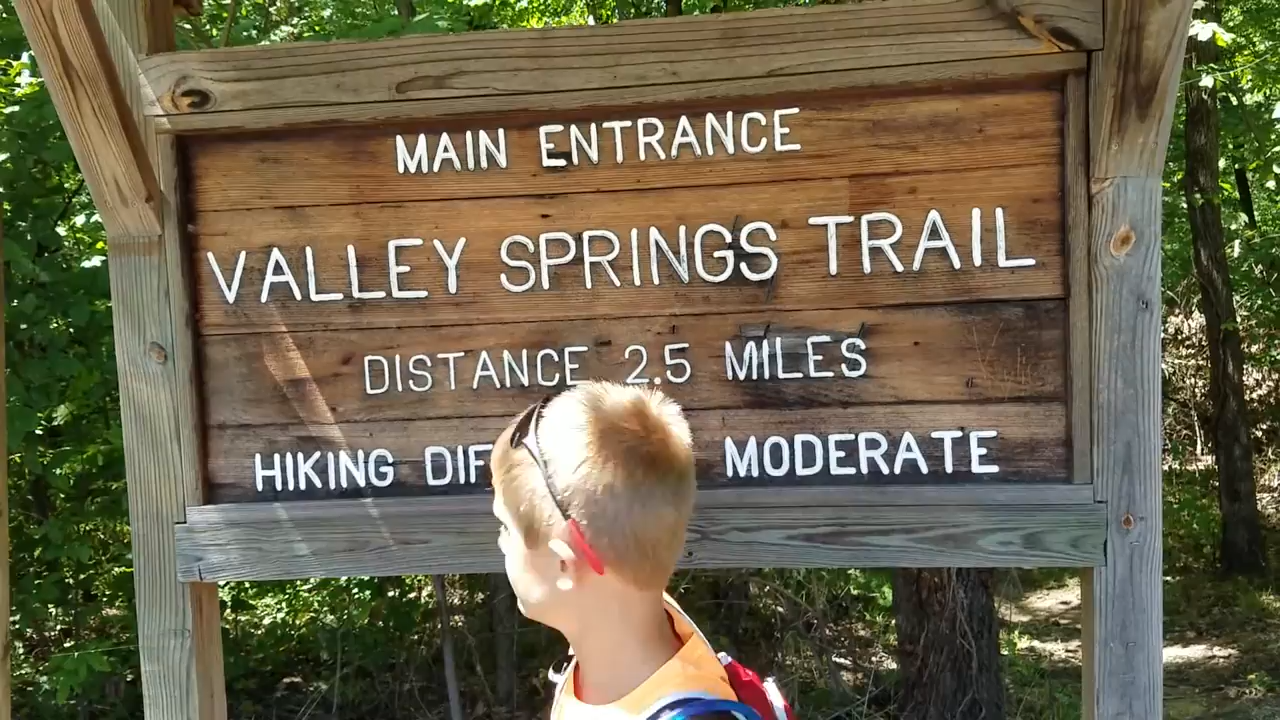 MAIN ENTRANCE
VALLEY SPRINGS TRAIL
DISTANCE 2.5 MILES
HIKING DIF MODERATE